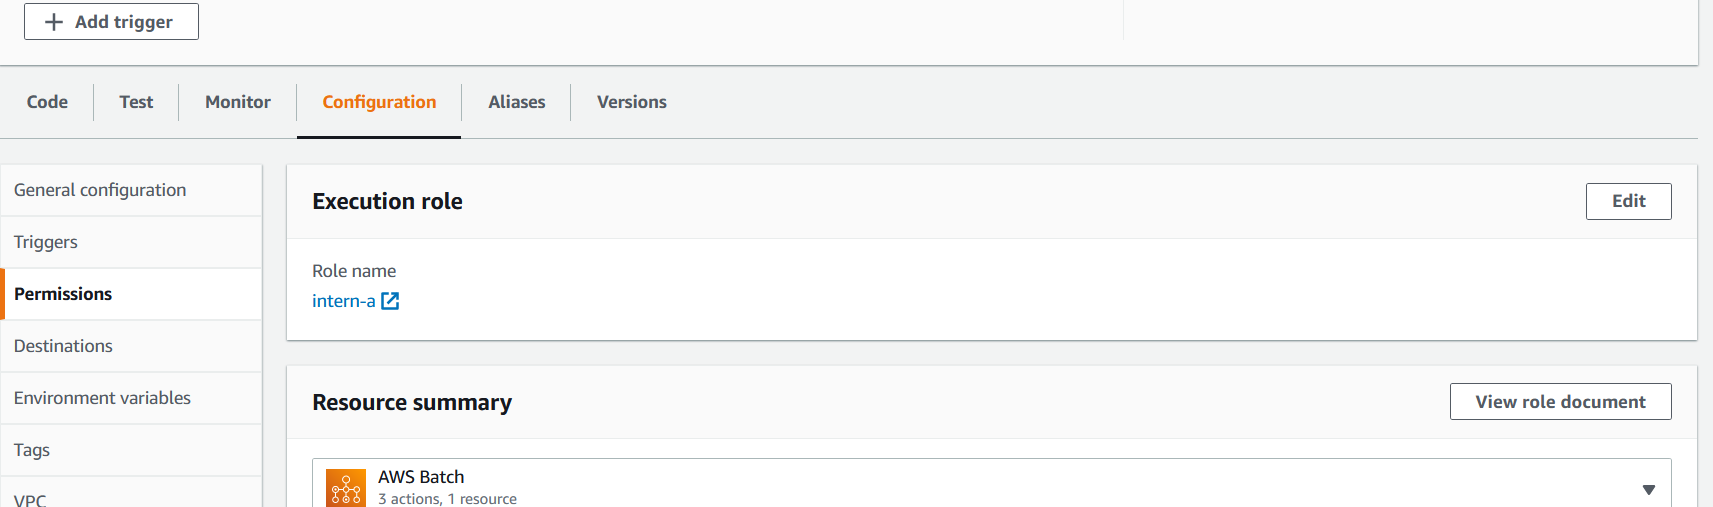 Add trigger
Code Test Monitor Configuration Aliases Versions
General configuration
Triggers
Permissions
Destinations
Environment variables
Tags
VPC
Execution role
Edit
Role name
intern-a
Resource summary
View role document
AWS Batch
3 actions, 1 resource